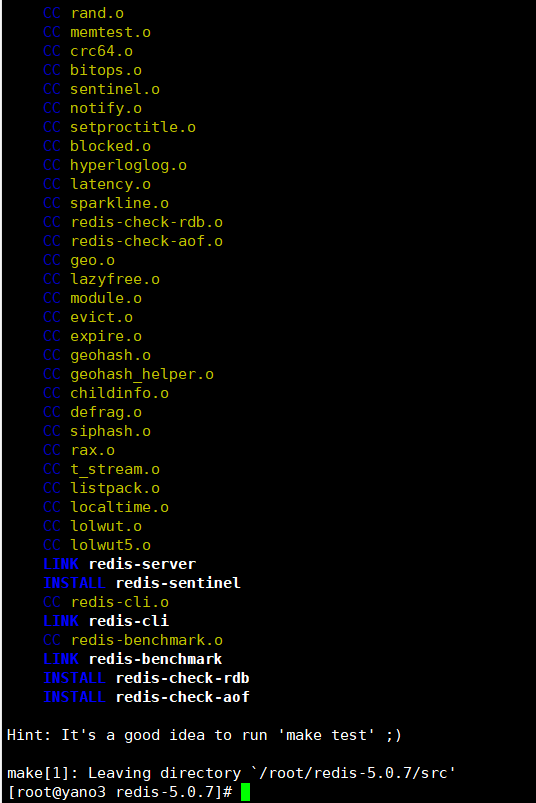 CC rand.o
CC memtest.o
CC crc64.o
CC bitops.o
CC sentinel.o
CC notify.o
CC setproctitle.o
CC blocked.o
CC hyperloglog.o
CC latency.o
CC sparkline.o
CC redis-check-rdb.o
CC redis-check-aof.o
CC geo.o
CC lazyfree.o
CC module.o
CC evict.o
CC expire.o
CC geohash.o
CC geohash_helper.o
CC childinfo.o
CC defrag.o
CC siphash.o
CC rax.o
CC t_stream.o
CC listpack.o
CC localtime.o
CC lolwut.o
CC lolwut5.o
LINK redis-server
INSTALL redis-sentinel
CC redis-cli.o
LINK redis-cli
CC redis-benchmark.o
LINK redis-benchmark
INSTALL redis-check-rdb
INSTALL redis-check-aof
Hint: It's a good idea to run 'make test' ;)
make[1]: Leaving directory `/root/redis-5.0.7/src'
[root@yano3 redis-5.0.7]#